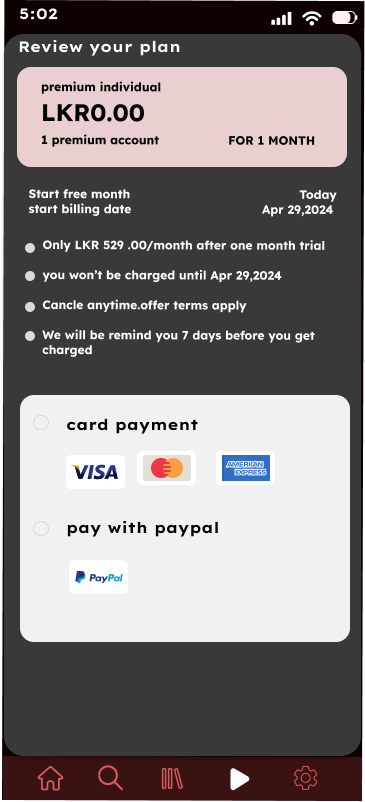 5:02
Review your plan
premium individual
LKR0.00
1 premium account FOR 1 MONTH
Start free month Today
start billing date Apr 29,2024
Only LKR 529 .00/month after one month trial
you won't be charged until Apr 29,2024
Cancle anytime.offer terms apply
We will be remind you 7 days before you get
charged
card payment
VISA AMERICAN
EXPRESS
pay with paypal
PayPal